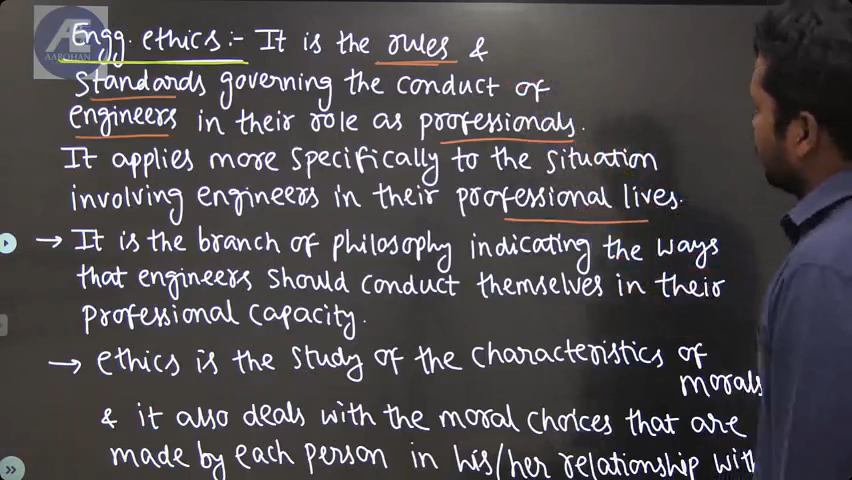 Engg. ethics :- It is the rules &
Standards governing the conduct of
engineers in their role as professionals.
It applies more specifically to the situation
involving engineers in their professional lives.
→ It is the branch of philosophy indicating the ways
that engineers should conduct themselves in their
professional capacity.
→ ethics is the study of the characteristics of
morals
& it also deals with the moral choices that are
made by each person in his/her relationship with
AE
AAROHAN